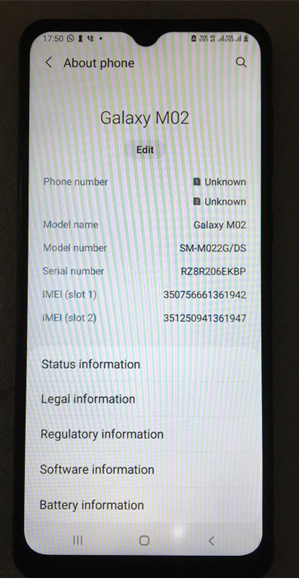 17:50
About phone
Galaxy M02
Edit
Phone number 1 Unknown
2 Unknown
Model name Galaxy M02
Model number SM-M022G/DS
Serial number RZ8R206EKBP
IMEI (slot 1) 350756661361942
IMEI (slot 2) 351250941361947
Status information
Legal information
Regulatory information
Software information
Battery information